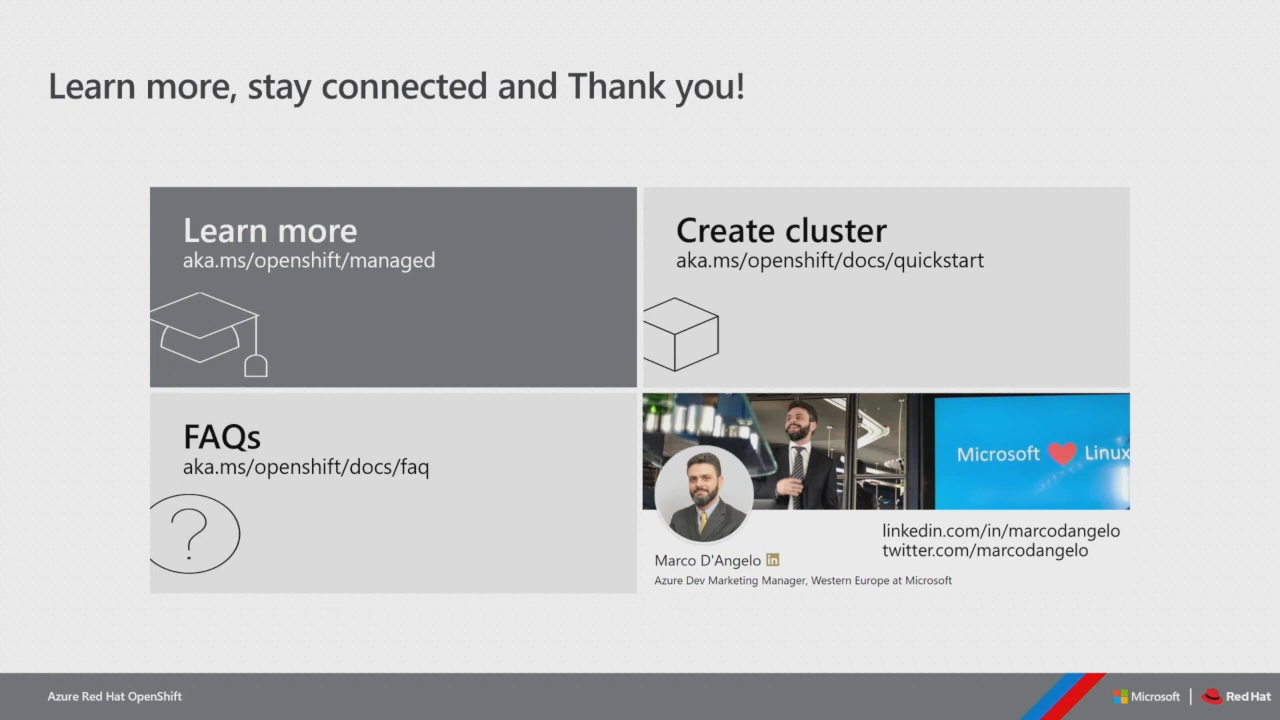 Learn more, stay connected and Thank you!
Learn more
aka.ms/openshift/managed
Create cluster
aka.ms/openshift/docs/quickstart
FAQs
aka.ms/openshift/docs/faq
Microsoft Linux
linkedin.com/in/marcodangelo
twitter.com/marcodangelo
Marco D'Angelo in
Azure Dev Marketing Manager, Western Europe at Microsoft
Azure Red Hat OpenShift
Microsoft | Red Hat